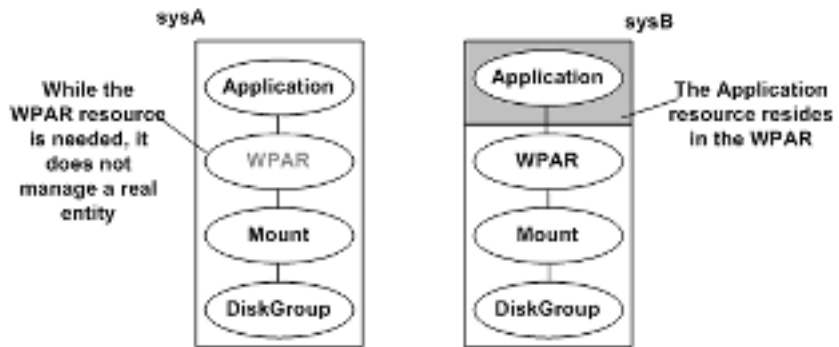 sysA
While the
WPAR resource
is needed, it
does not
manage a real
entity
Application
WPAR
Mount
DiskGroup
sysB
Application
WPAR
Mount
DiskGroup
The Application
resource resides
in the WPAR